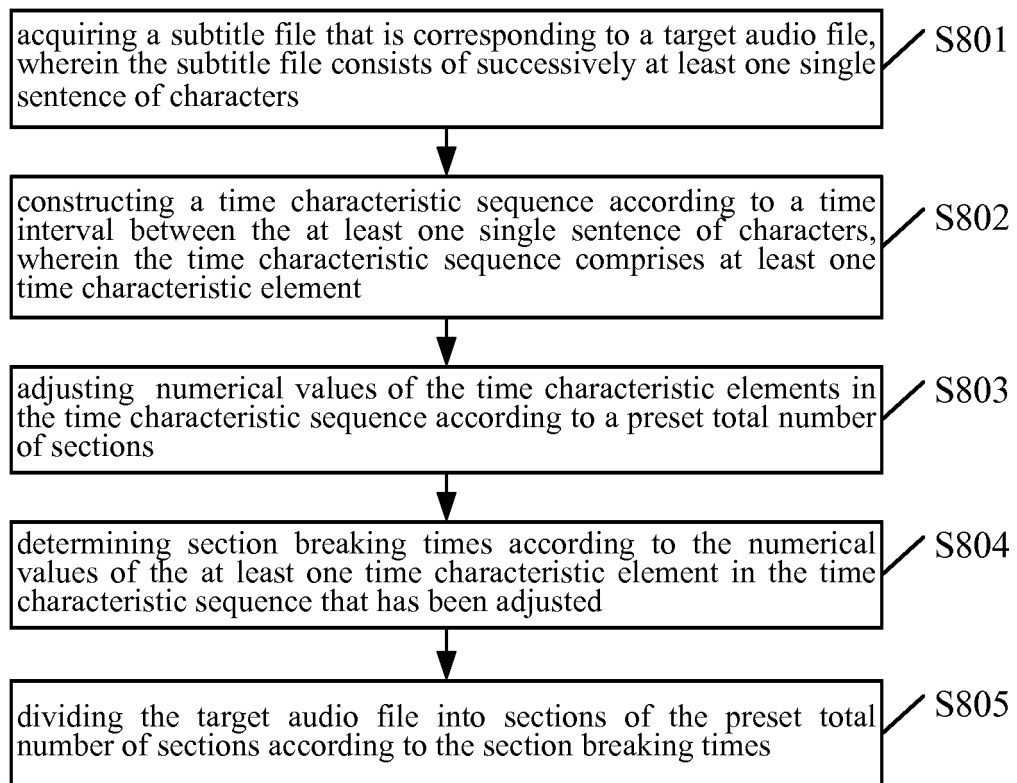 acquiring a subtitle file that is corresponding to a target audio file,
wherein the subtitle file consists of successively at least one single
sentence of characters
S801
constructing a time characteristic sequence according to a time
interval between the at least one single sentence of characters,
wherein the time characteristic sequence comprises at least one
time characteristic element
S802
adjusting numerical values of the time characteristic elements in
the time characteristic sequence according to a preset total number
of sections
S803
determining section breaking times according to the numerical
values of the at least one time characteristic element in the time
characteristic sequence that has been adjusted
S804
dividing the target audio file into sections of the preset total
number of sections according to the section breaking times
S805